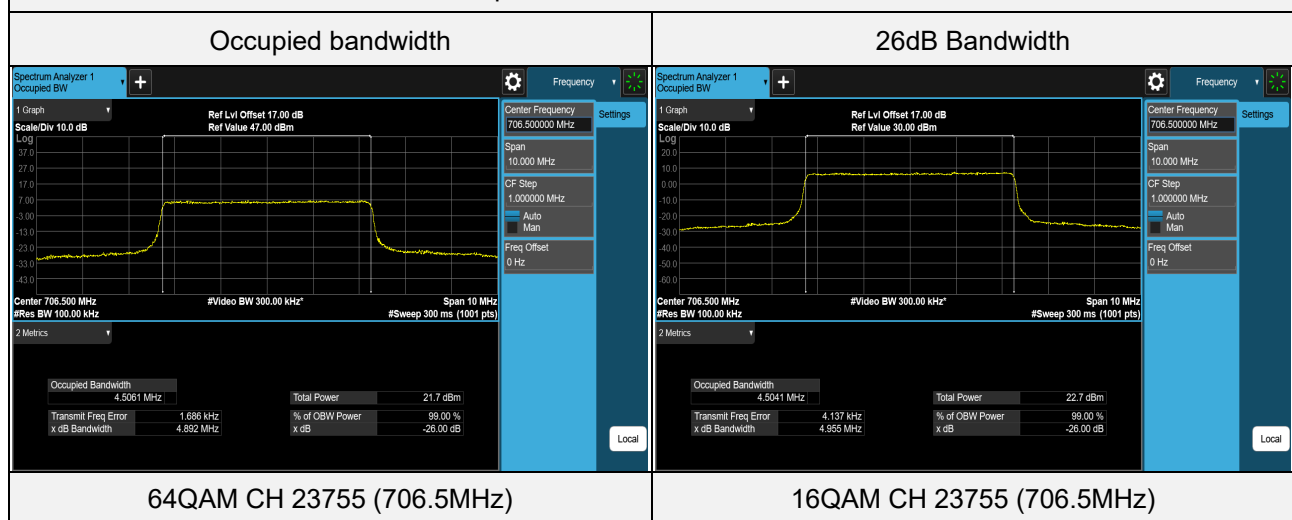 Occupied bandwidth
26dB Bandwidth
Spectrum Analyzer 1
Occupied BW
+
Frequency
1 Graph
Scale/Div 10.0 dB
Ref Lvl Offset 17.00 dB
Ref Value 47.00 dBm
Log
37.0
27.0
17.0
7.00
-3.00
-13.0
-23.0
-33.0
-43.0
Center 706.500 MHz
#Res BW 100.00 kHz
#Video BW 300.00 kHz*
Span 10 MHz
#Sweep 300 ms (1001 pts)
Center Frequency
706.500000 MHz
Settings
Span
10.000 MHz
CF Step
1.000000 MHz
Auto
Man
Freq Offset
0 Hz
2 Metrics
Occupied Bandwidth
4.5061 MHz
Total Power 21.7 dBm
Transmit Freq Error 1.686 kHz
% of OBW Power 99.00 %
x dB Bandwidth 4.892 MHz
x dB -26.00 dB
Local
Spectrum Analyzer 1
Occupied BW
+
Frequency
1 Graph
Scale/Div 10.0 dB
Ref Lvl Offset 17.00 dB
Ref Value 30.00 dBm
Log
20.0
10.0
0.00
-10.0
-20.0
-30.0
-40.0
-50.0
-60.0
Center 706.500 MHz
#Res BW 100.00 kHz
#Video BW 300.00 kHz*
Span 10 MHz
#Sweep 300 ms (1001 pts)
Center Frequency
706.500000 MHz
Settings
Span
10.000 MHz
CF Step
1.000000 MHz
Auto
Man
Freq Offset
0 Hz
2 Metrics
Occupied Bandwidth
4.5041 MHz
Total Power 22.7 dBm
Transmit Freq Error 4.137 kHz
% of OBW Power 99.00 %
x dB Bandwidth 4.955 MHz
x dB -26.00 dB
Local
64QAM CH 23755 (706.5MHz)
16QAM CH 23755 (706.5MHz)